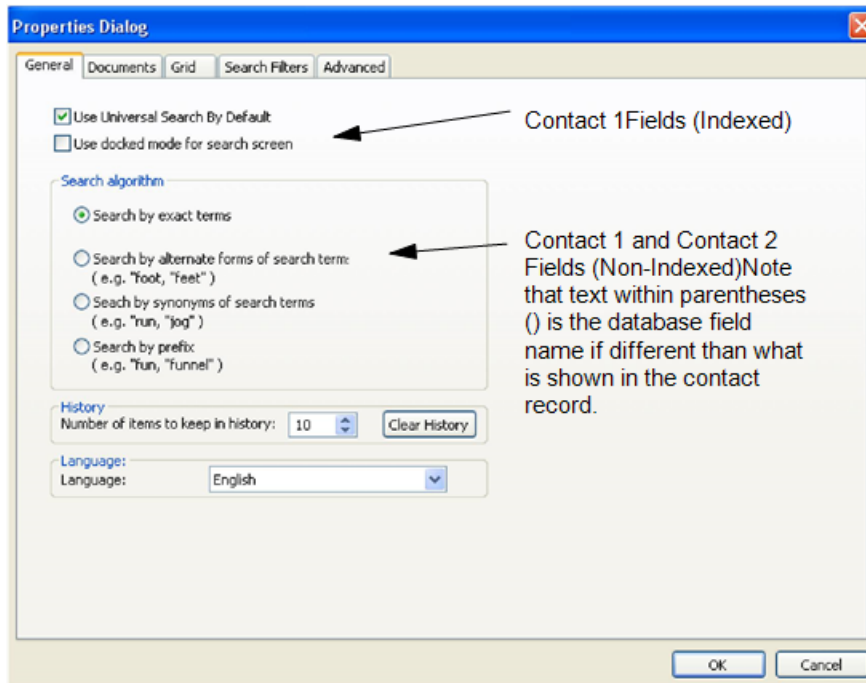 Properties Dialog
General Documents Grid Search Filters Advanced
Use Universal Search By Default
Use docked mode for search screen
Contact 1Fields (Indexed)
Search algorithm
Search by exact terms
Search by alternate forms of search term:
( e.g. "foot, "feet" )
Seach by synonyms of search terms
( e.g. "run, "jog" )
Search by prefix
( e.g. "fun, "funnel" )
Contact 1 and Contact 2
Fields (Non-Indexed)Note
that text within parentheses
() is the database field
name if different than what
is shown in the contact
record.
History
Number of items to keep in history: 10 Clear History
Language:
Language: English
OK Cancel